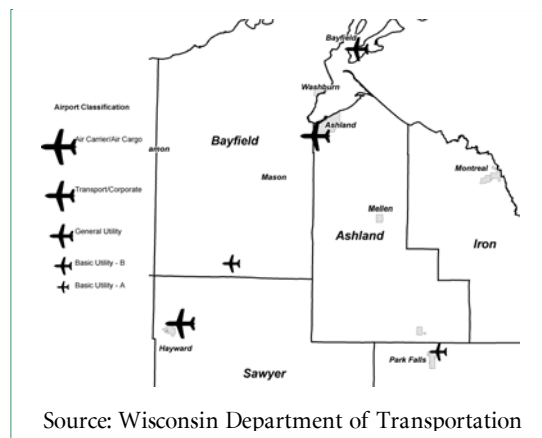 Bayfield
Washburn
Airport Classification
Ashland
Air Carrier/Air Cargo
amon
Bayfield
Montreal
Mason
Transport/Corporate
Mellen
General Utility
Ashland
Iron
Basic Utility - B
Basic Utility - A
Hayward
Park Falls
Sawyer
Source: Wisconsin Department of Transportation